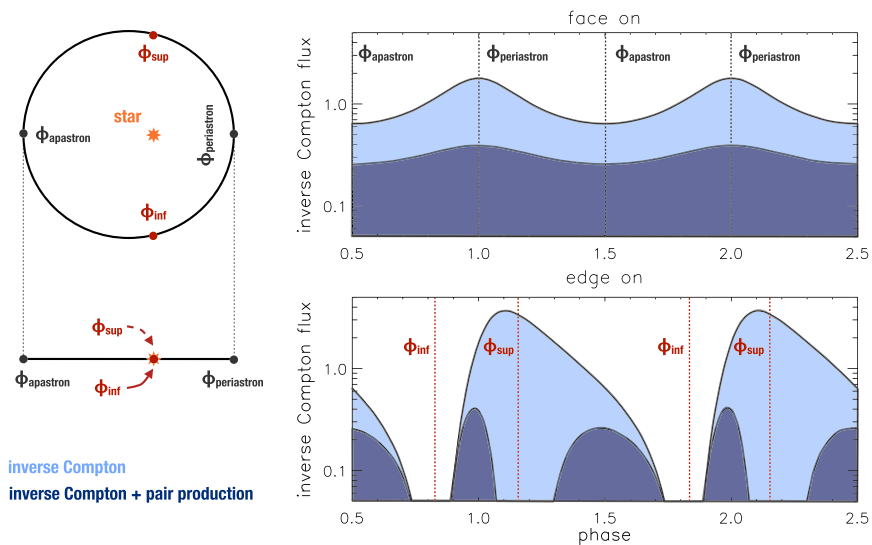 ϕsup
star
ϕapastron
ϕperiastron
ϕinf
ϕsup
ϕapastron
ϕinf
ϕperiastron
inverse Compton
inverse Compton + pair production
face on
inverse Compton flux
1.0
0.1
ϕapastron
ϕperiastron
ϕapastron
ϕperiastron
0.5 1.0 1.5 2.0 2.5
edge on
inverse Compton flux
1.0
0.1
ϕinf
ϕsup
ϕinf
ϕsup
0.5 1.0 1.5 2.0 2.5
phase